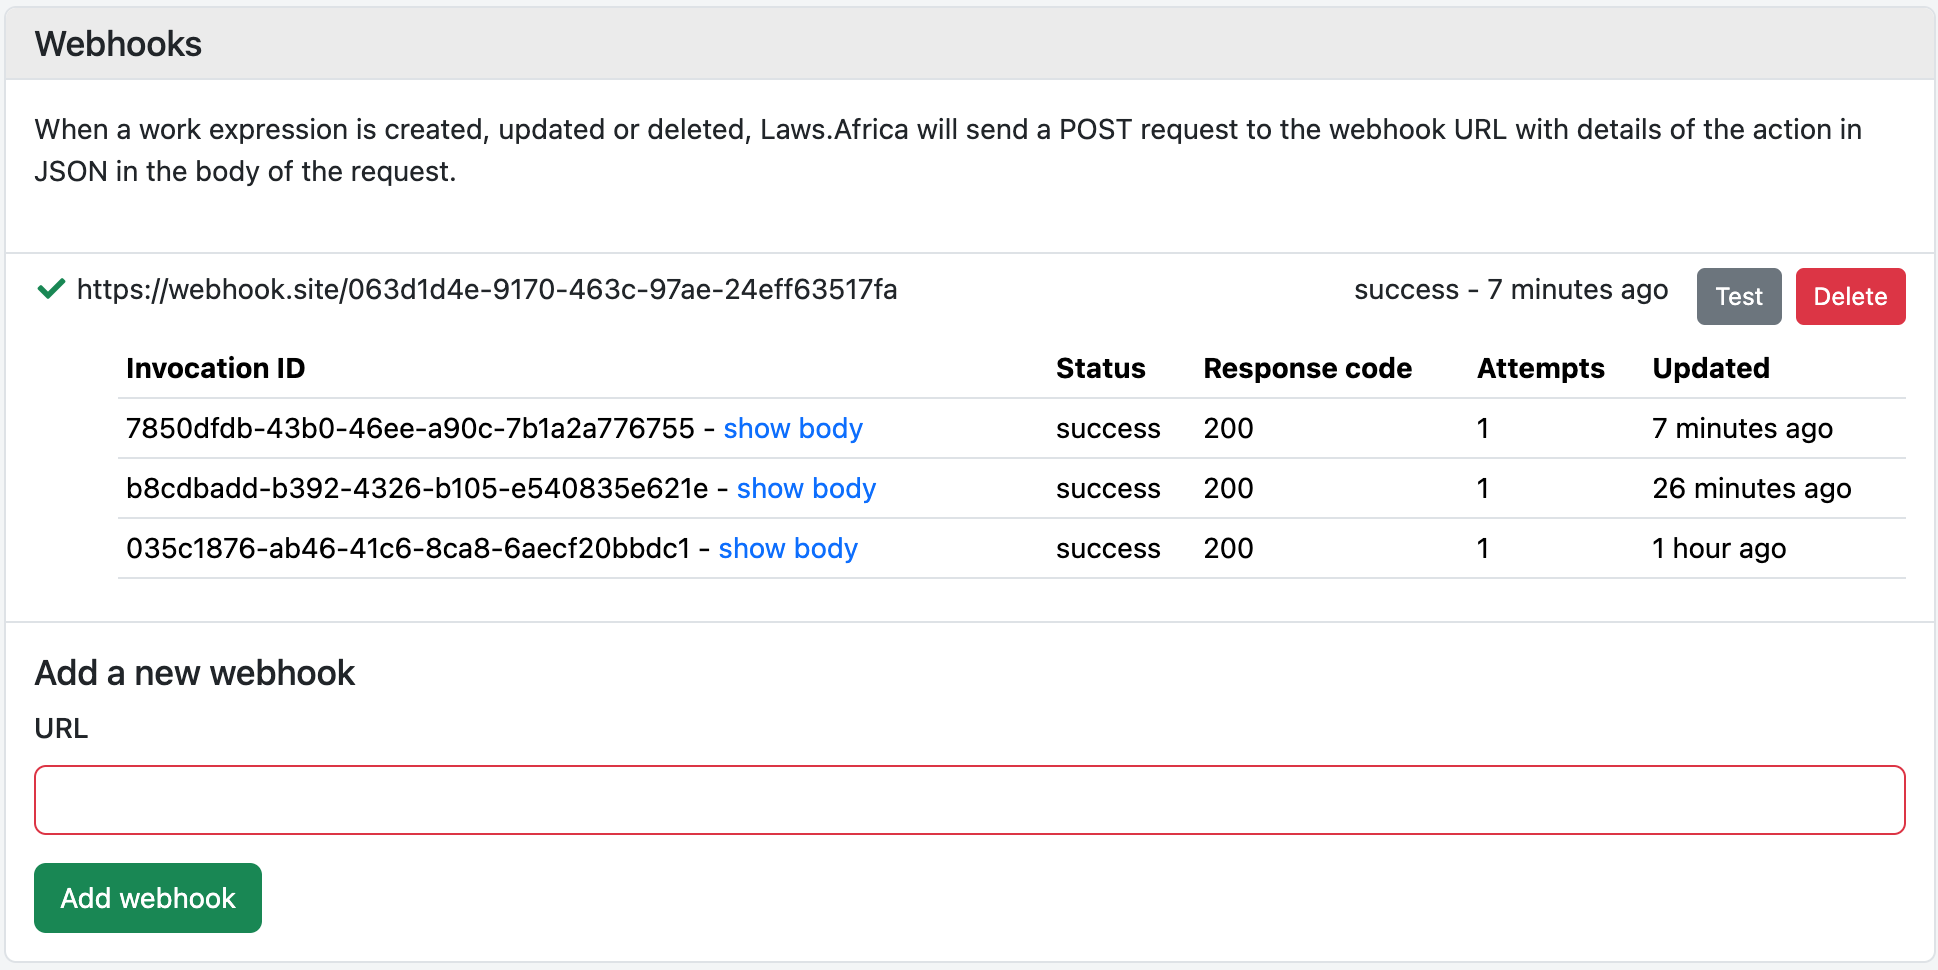 Webhooks
When a work expression is created, updated or deleted, Laws.Africa will send a POST request to the webhook URL with details of the action in
JSON in the body of the request.
https://webhook.site/063d1d4e-9170-463c-97ae-24eff63517fa success - 7 minutes ago Test Delete
Invocation ID Status Response code Attempts Updated
7850dfdb-43b0-46ee-a90c-7b1a2a776755 - show body success 200 1 7 minutes ago
b8cdbadd-b392-4326-b105-e540835e621e - show body success 200 1 26 minutes ago
035c1876-ab46-41c6-8ca8-6aecf20bbdc1 - show body success 200 1 1 hour ago
Add a new webhook
URL
Add webhook